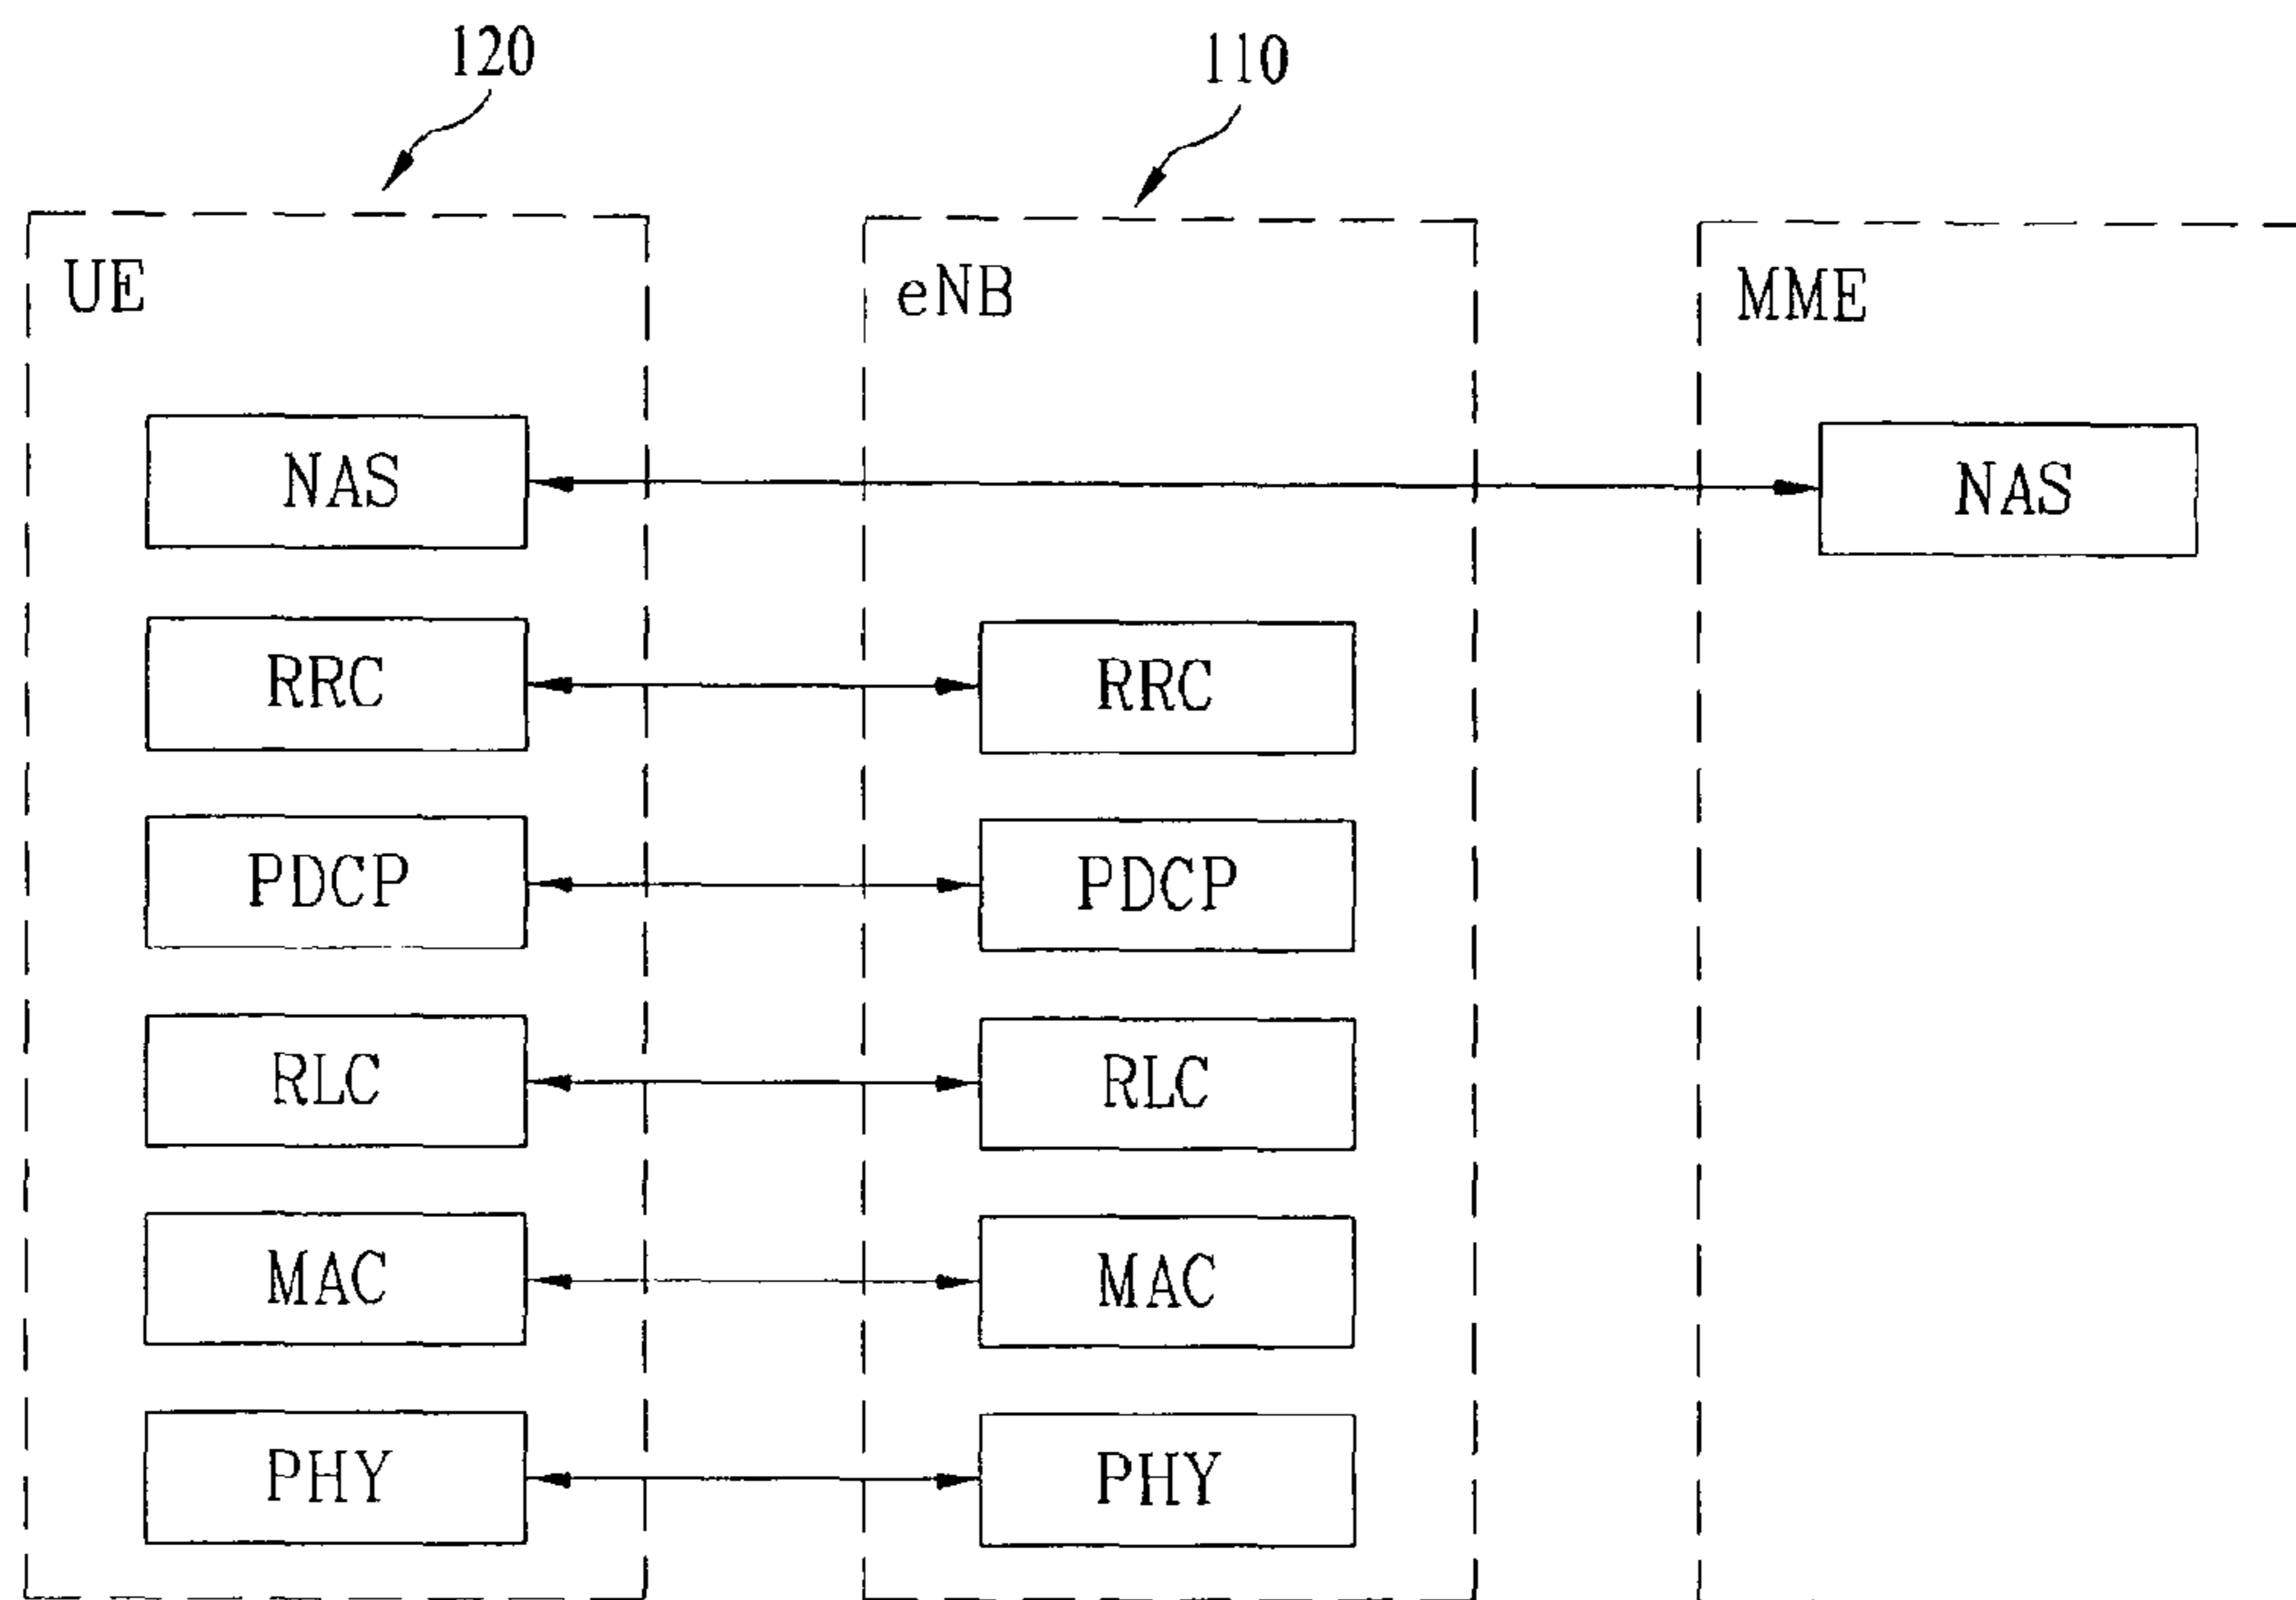 120 110
UE eNB MME
NAS NAS
RRC RRC
PDCP PDCP
RLC RLC
MAC MAC
PHY PHY